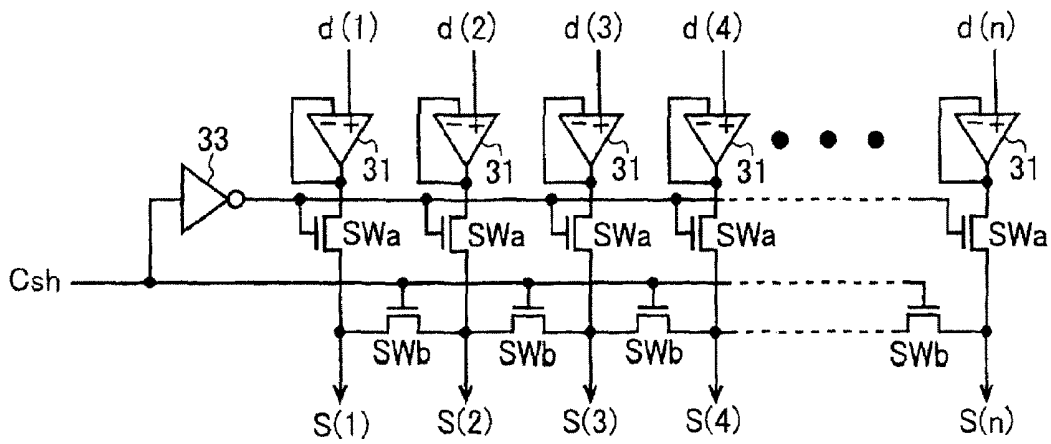 d(1) d(2) d(3) d(4) d(n)
33
− + − + − + − + − +
31 31 31 31 31
SWa SWa SWa SWa SWa
Csh
SWb SWb SWb SWb
S(1) S(2) S(3) S(4) S(n)